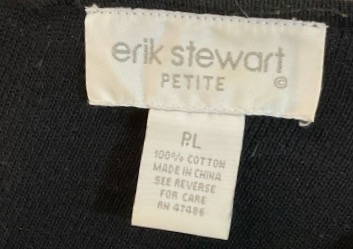 erik stewart
PETITE ©
P.L
100% COTTON
MADE IN CHINA
SEE REVERSE
FOR CARE
RN 47486